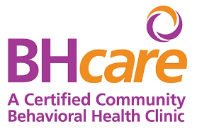 BHcare
A Certified Community
Behavioral Health Clinic